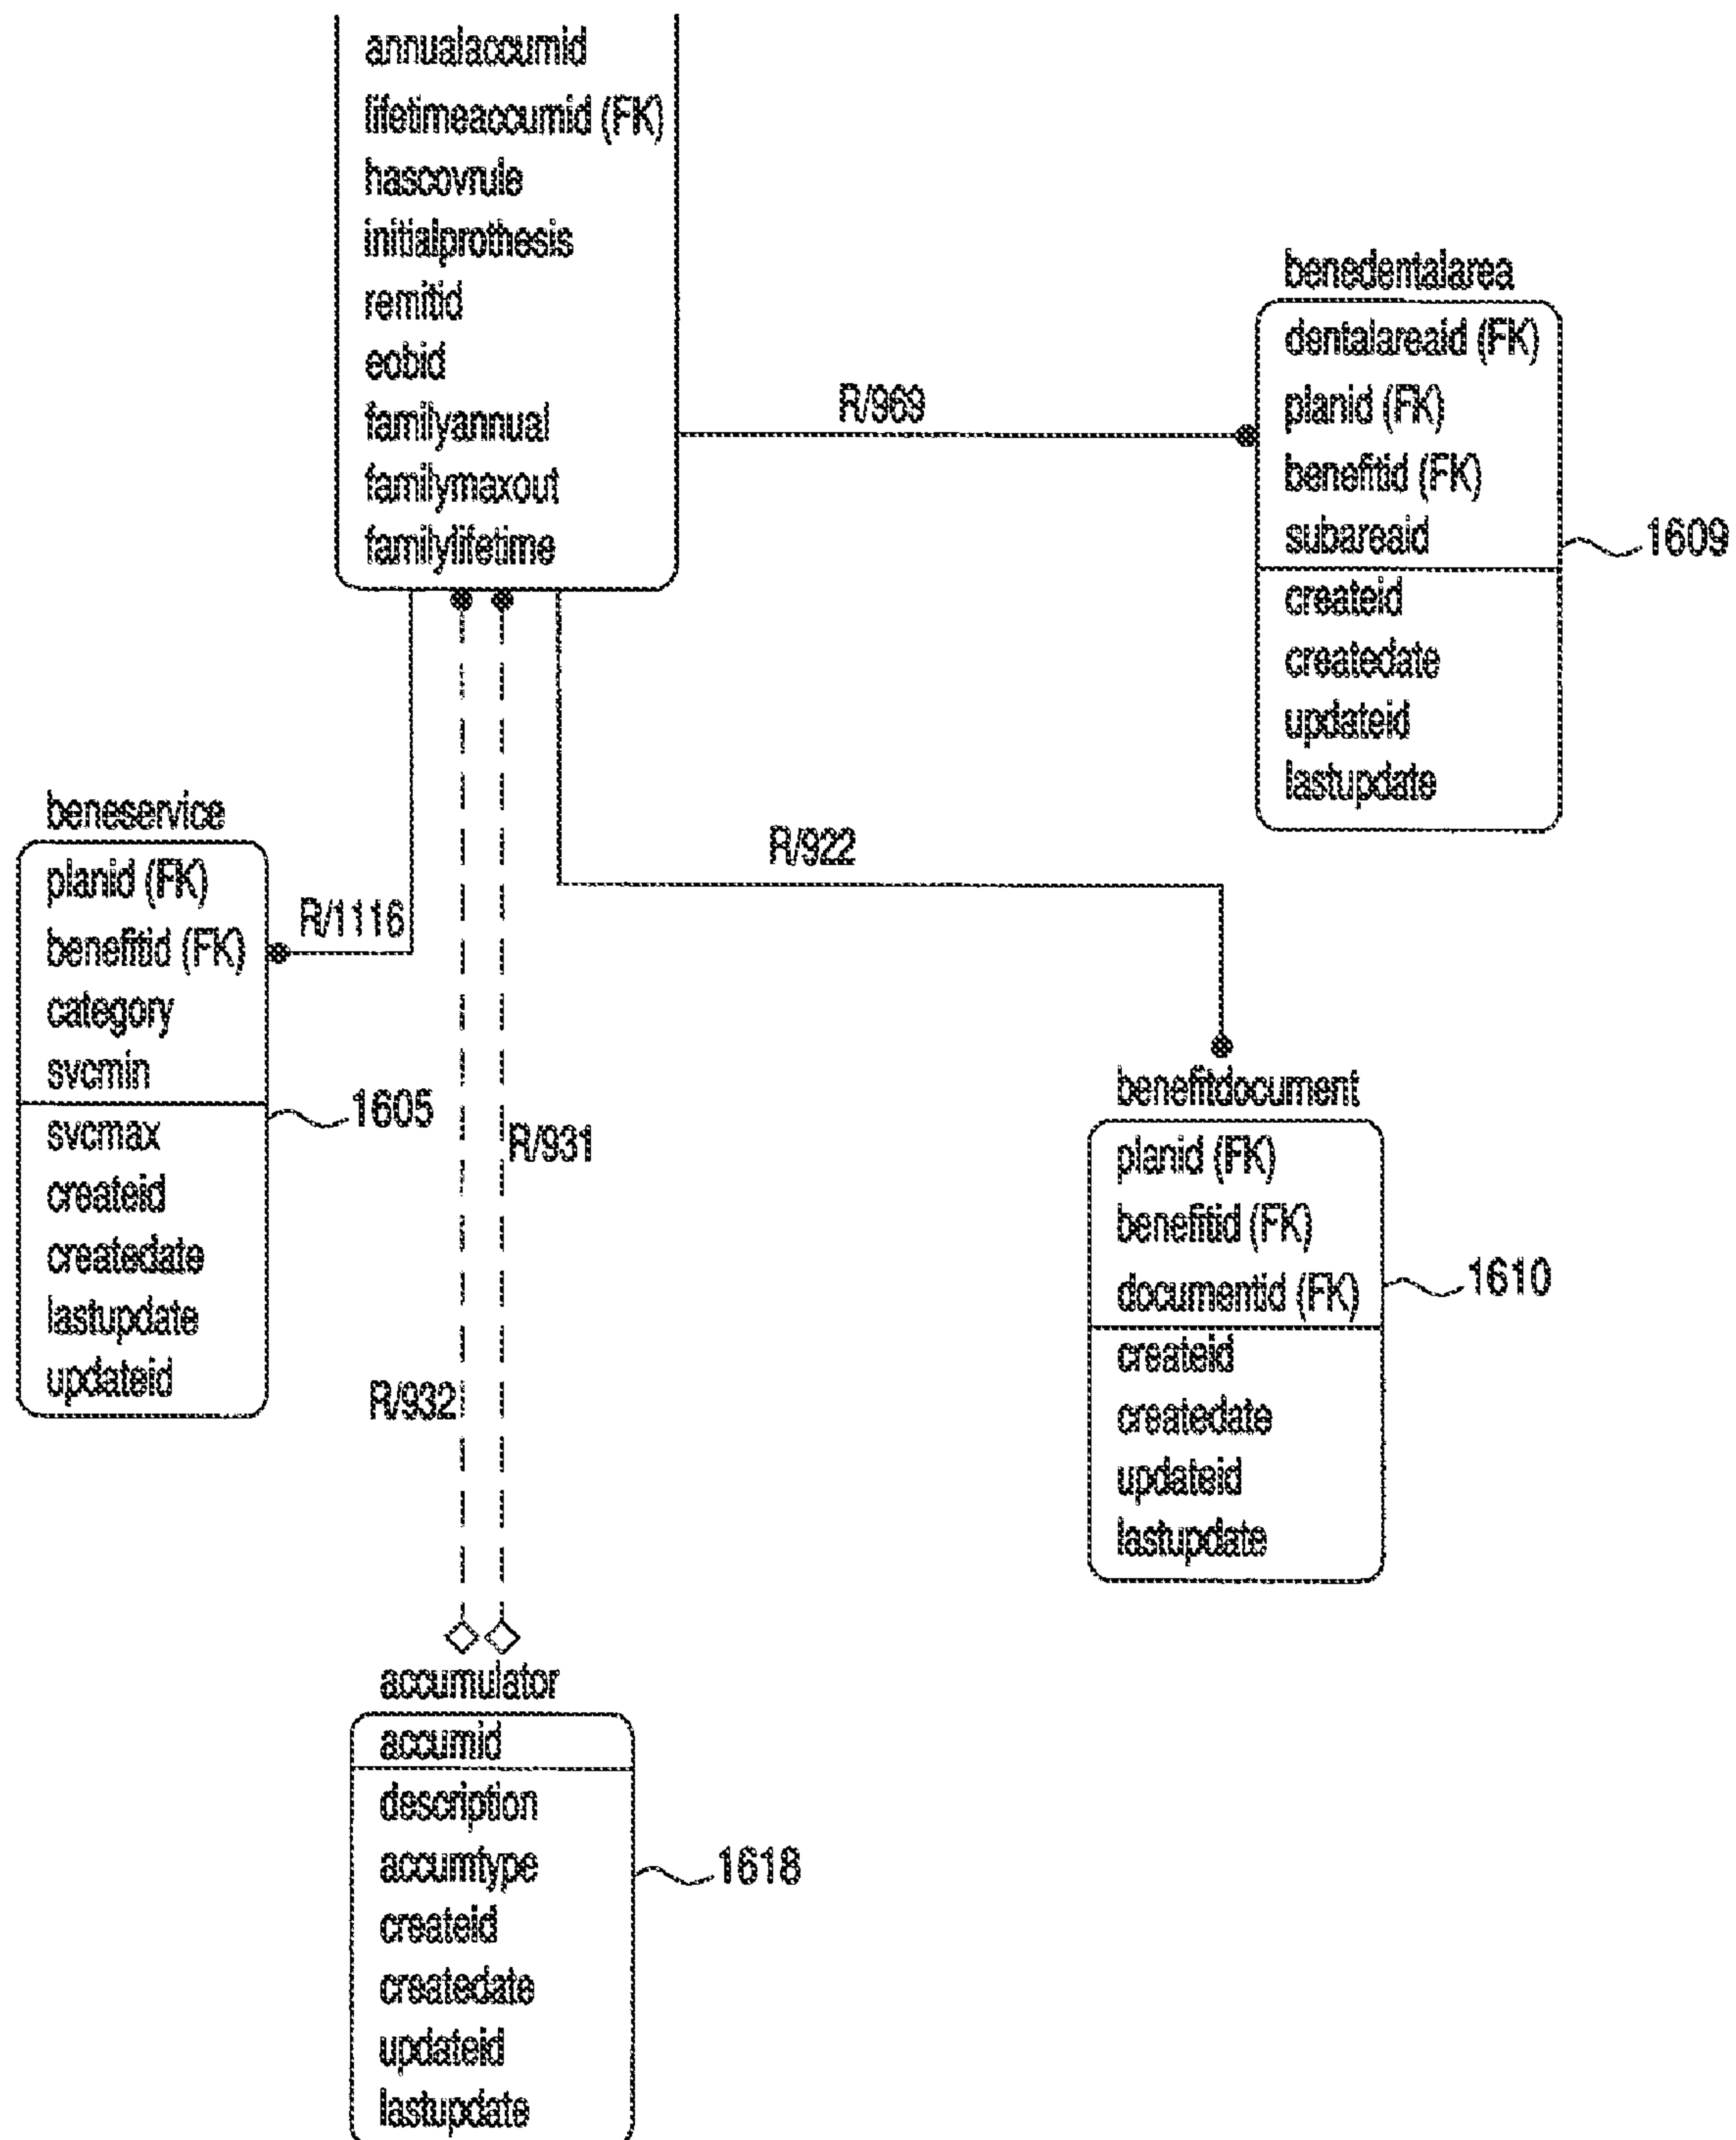 annualaccumid
lifetimeaccumid (FK)
hascovrule
initialprothesis
remitid
eobid
familyannual
familymaxout
familylifetime
R/969
benedentalarea
dentalareaid (FK)
planid (FK)
benefitid (FK)
subareaid
1609
createid
createdate
updateid
lastupdate
beneservice
planid (FK)
benefitid (FK)
category
svcmin
svcmax
createid
createdate
lastupdate
updateid
1605
R/1116
R/932
R/931
R/922
benefitdocument
planid (FK)
benefitid (FK)
documentid (FK)
1610
createid
createdate
updateid
lastupdate
accumulator
accumid
description
accumtype
1618
createid
createdate
updateid
lastupdate